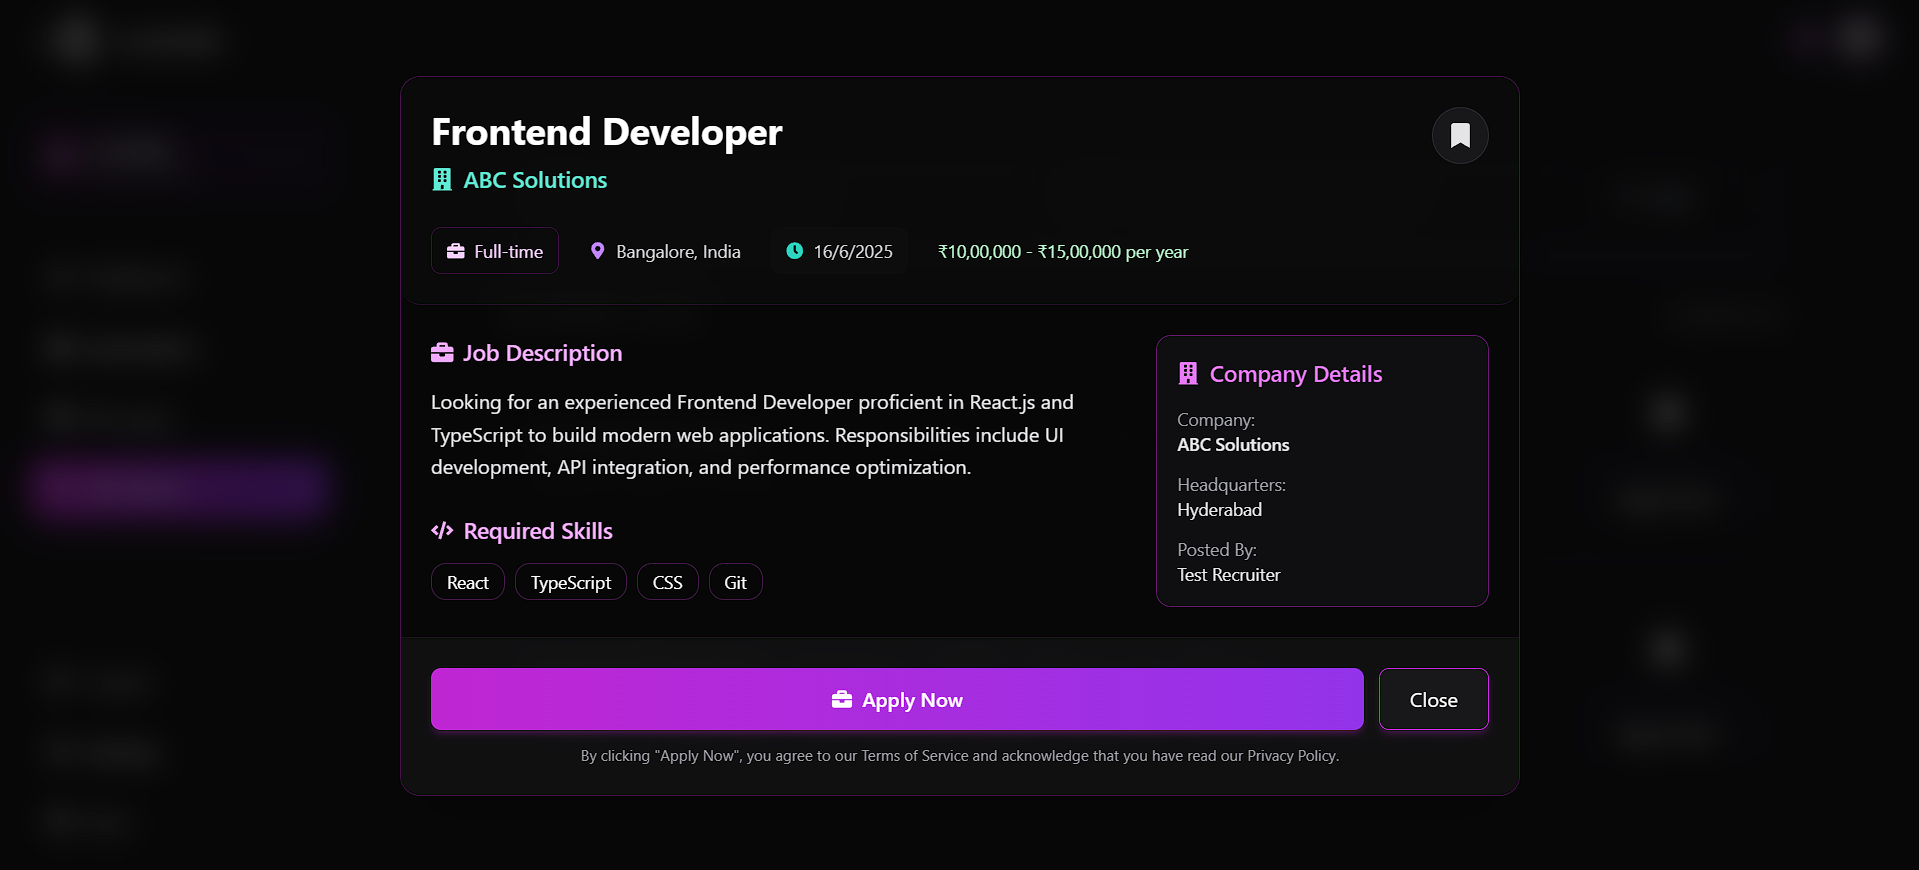 Frontend Developer
ABC Solutions
Full-time
Bangalore, India
16/6/2025
₹10,00,000 - ₹15,00,000 per year
Job Description
Looking for an experienced Frontend Developer proficient in React.js and
TypeScript to build modern web applications. Responsibilities include UI
development, API integration, and performance optimization.
Required Skills
React
TypeScript
CSS
Git
Company Details
Company:
ABC Solutions
Headquarters:
Hyderabad
Posted By:
Test Recruiter
Apply Now
Close
By clicking "Apply Now", you agree to our Terms of Service and acknowledge that you have read our Privacy Policy.